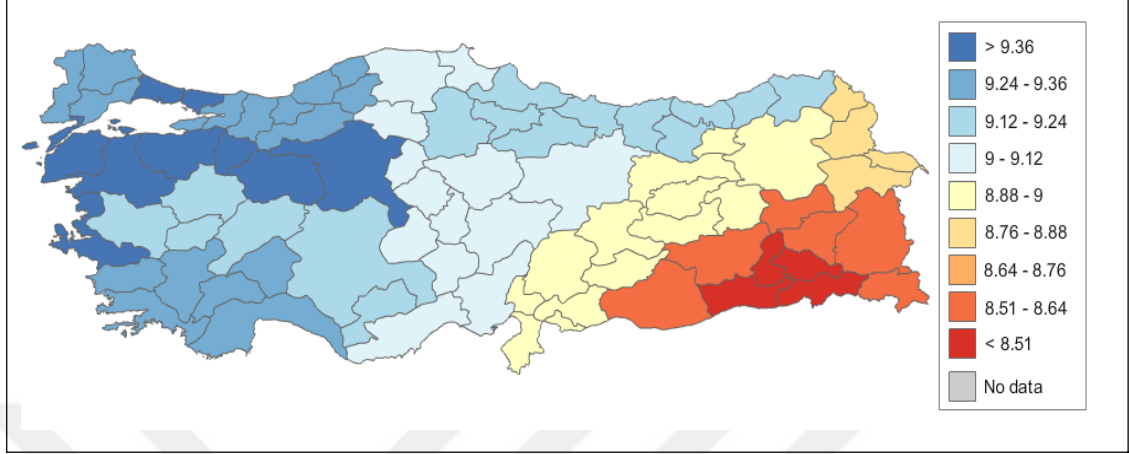 > 9.36
9.24 - 9.36
9.12 - 9.24
9 - 9.12
8.88 - 9
8.76 - 8.88
8.64 - 8.76
8.51 - 8.64
< 8.51
No data